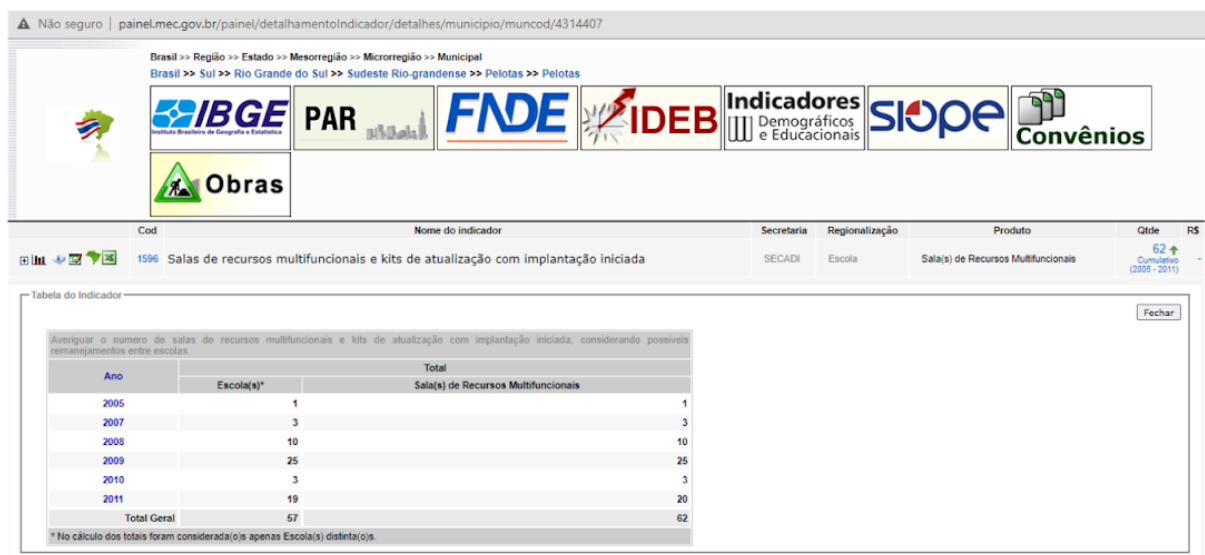 Não seguro | painel.mec.gov.br/painel/detalhamentoIndicador/detalhes/municipio/muncod/4314407
Brasil >> Região >> Estado >> Mesorregião >> Microrregião >> Municipal
Brasil >> Sul >> Rio Grande do Sul >> Sudeste Rio-grandense >> Pelotas >> Pelotas
IBGE
Instituto Brasileiro de Geografia e Estatística
PAR
FNDE
IDEB
Indicadores
Demográficos
e Educacionais
SIOPE
Convênios
Obras
Cod Nome do indicador Secretaria Regionalização Produto Qtde R$
1596 Salas de recursos multifuncionais e kits de atualização com implantação iniciada SECADI Escola Sala(s) de Recursos Multifuncionais 62 -
Cumulativo
(2005 - 2011)
Tabela do Indicador
Fechar
Averiguar o numero de salas de recursos multifuncionais e kits de atualização com implantação iniciada, considerando possiveis
remanejamentos entre escolas.
Ano Total
Escola(s)* Sala(s) de Recursos Multifuncionais
2005 1 1
2007 3 3
2008 10 10
2009 25 25
2010 3 3
2011 19 20
Total Geral 57 62
* No cálculo dos totais foram considerada(o)s apenas Escola(s) distinta(o)s.